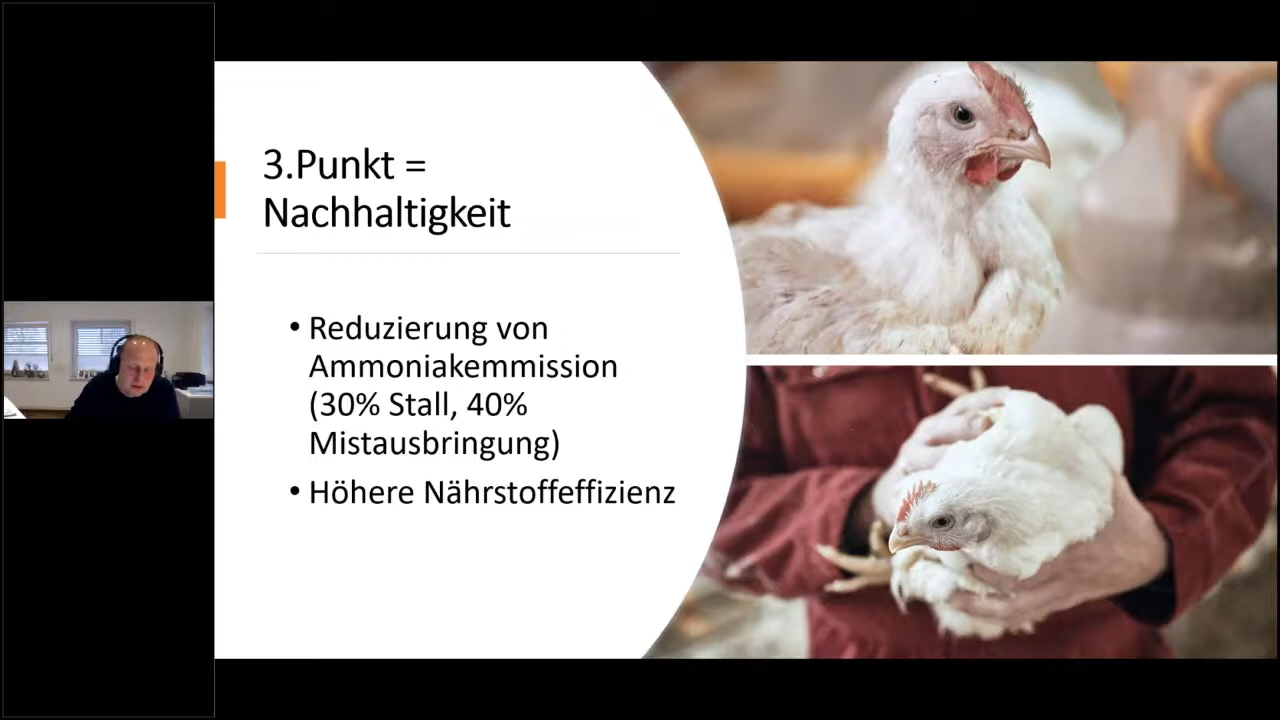 3.Punkt =
Nachhaltigkeit
• Reduzierung von
Ammoniakemmission
(30% Stall, 40%
Mistausbringung)
• Höhere Nährstoffeffizienz